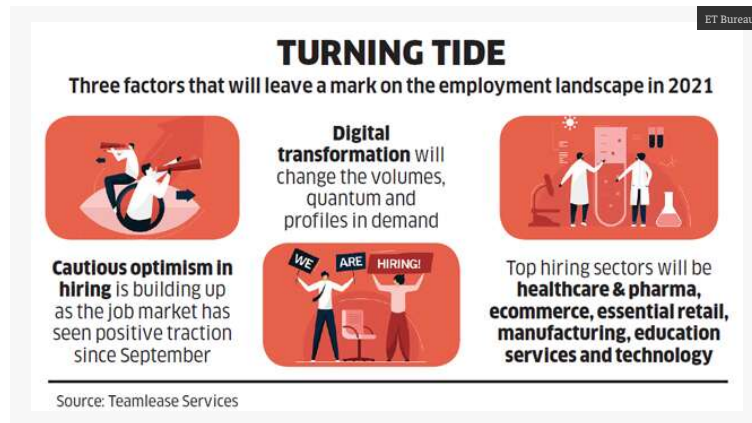 ET Bureau
TURNING TIDE
Three factors that will leave a mark on the employment landscape in 2021
Cautious optimism in
hiring is building up
as the job market has
seen positive traction
since September
Digital
transformation will
change the volumes,
quantum and
profiles in demand
WE ARE HIRING!
Top hiring sectors will be
healthcare & pharma,
ecommerce, essential retail,
manufacturing, education
services and technology
Source: Teamlease Services